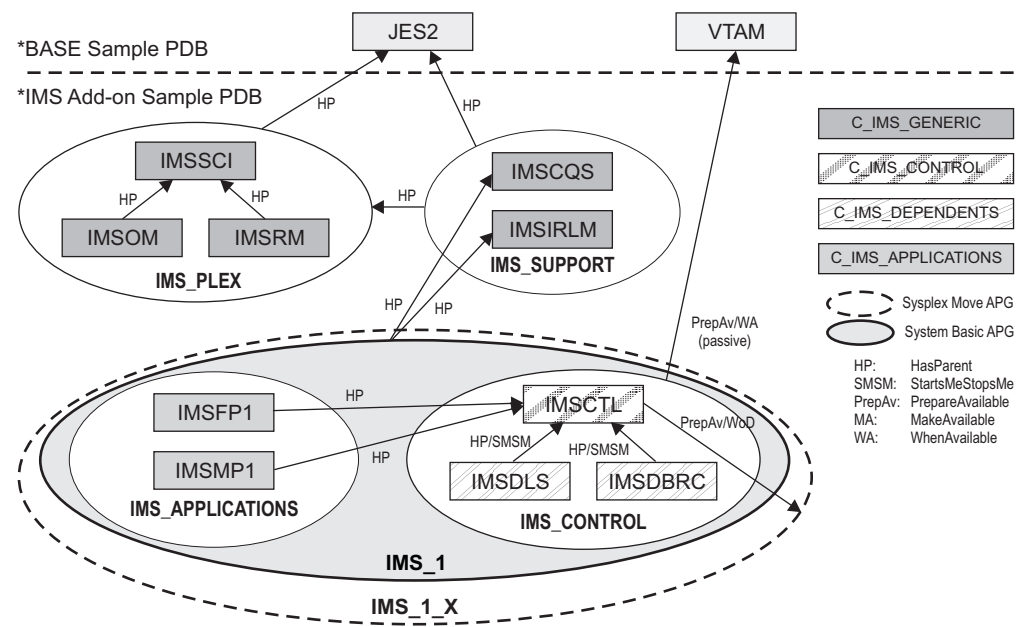 JES2
VTAM
*BASE Sample PDB
*IMS Add-on Sample PDB
HP
HP
C_IMS_GENERIC
IMSSCI
IMSCQS
C_IMS_CONTROL
HP
HP
HP
C_IMS_DEPENDENTS
IMSOM
IMSRM
IMSIRLM
C_IMS_APPLICATIONS
IMS_PLEX
IMS_SUPPORT
HP
HP
Sysplex Move APG
PrepAv/WA
(passive)
System Basic APG
HP: HasParent
SMSM: StartsMeStopsMe
PrepAv: PrepareAvailable
MA: MakeAvailable
WA: WhenAvailable
IMSFP1
HP
IMSCTL
PrepAv/WoD
HP/SMSM
HP/SMSM
IMSMP1
HP
IMSDLS
IMSDBRC
IMS_APPLICATIONS
IMS_CONTROL
IMS_1
IMS_1_X